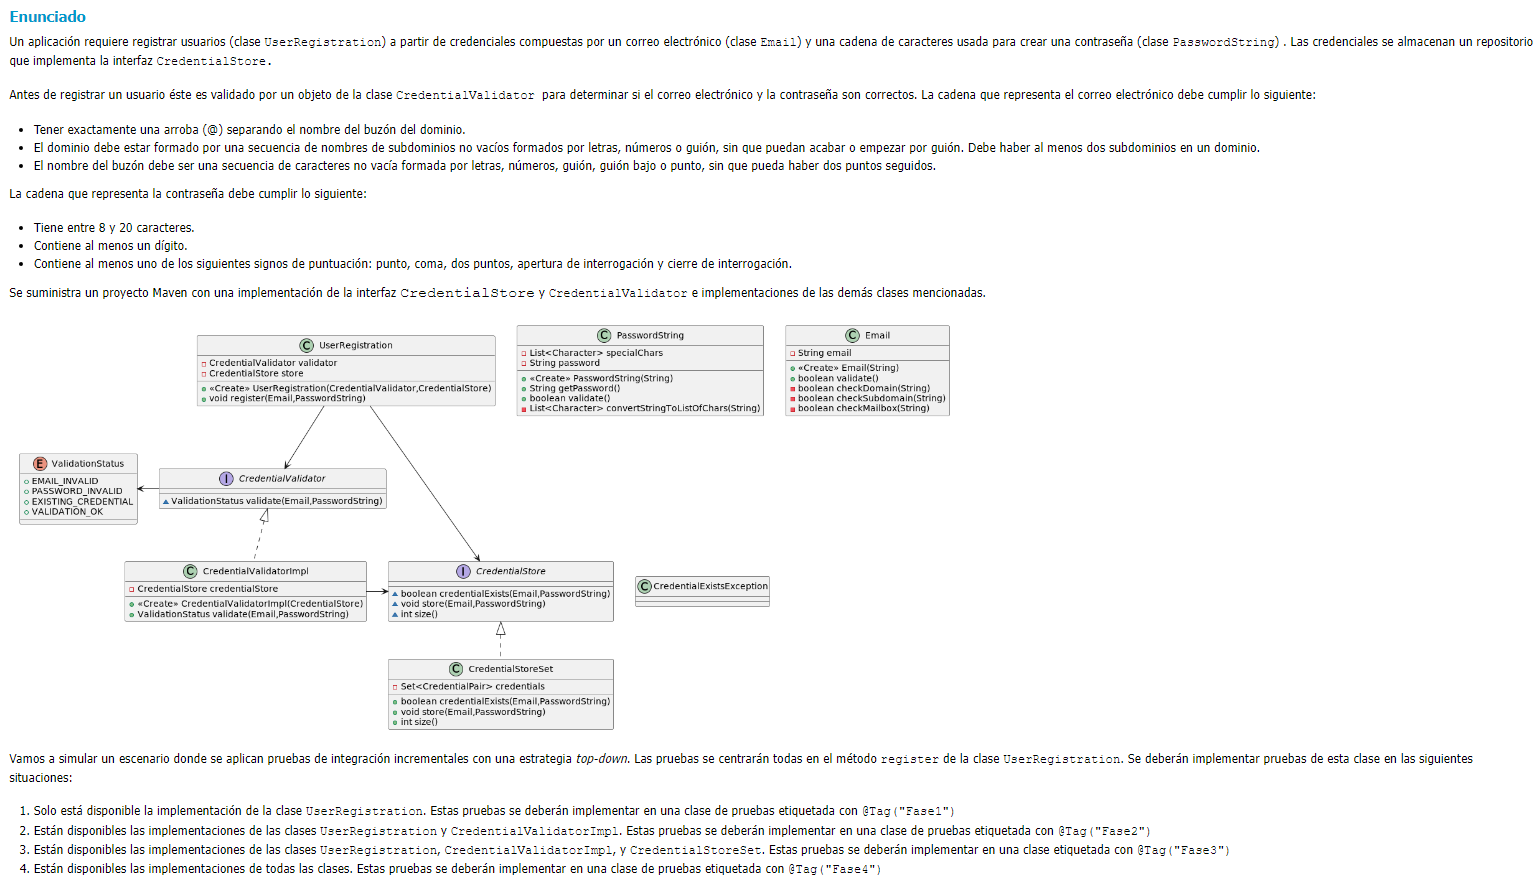 Enunciado
Un aplicación requiere registrar usuarios (clase UserRegistration) a partir de credenciales compuestas por un correo electrónico (clase Email) y una cadena de caracteres usada para crear una contraseña (clase PasswordString) . Las credenciales se almacenan un repositorio
que implementa la interfaz CredentialStore.
Antes de registrar un usuario éste es validado por un objeto de la clase CredentialValidator para determinar si el correo electrónico y la contraseña son correctos. La cadena que representa el correo electrónico debe cumplir lo siguiente:
• Tener exactamente una arroba (@) separando el nombre del buzón del dominio.
• El dominio debe estar formado por una secuencia de nombres de subdominios no vacíos formados por letras, números o guión, sin que puedan acabar o empezar por guión. Debe haber al menos dos subdominios en un dominio.
• El nombre del buzón debe ser una secuencia de caracteres no vacía formada por letras, números, guión, guión bajo o punto, sin que pueda haber dos puntos seguidos.
La cadena que representa la contraseña debe cumplir lo siguiente:
• Tiene entre 8 y 20 caracteres.
• Contiene al menos un dígito.
• Contiene al menos uno de los siguientes signos de puntuación: punto, coma, dos puntos, apertura de interrogación y cierre de interrogación.
Se suministra un proyecto Maven con una implementación de la interfaz CredentialStore y CredentialValidator e implementaciones de las demás clases mencionadas.
C UserRegistration
CredentialValidator validator
CredentialStore store
«Create» UserRegistration(CredentialValidator,CredentialStore)
void register(Email,PasswordString)
C PasswordString
List<Character> specialChars
String password
«Create» PasswordString(String)
String getPassword()
boolean validate()
List<Character> convertStringToListOfChars(String)
C Email
String email
«Create» Email(String)
boolean validate()
boolean checkDomain(String)
boolean checkSubdomain(String)
boolean checkMailbox(String)
E ValidationStatus
EMAIL_INVALID
PASSWORD_INVALID
EXISTING_CREDENTIAL
VALIDATION_OK
I CredentialValidator
ValidationStatus validate(Email,PasswordString)
C CredentialValidatorImpl
CredentialStore credentialStore
«Create» CredentialValidatorImpl(CredentialStore)
ValidationStatus validate(Email,PasswordString)
I CredentialStore
boolean credentialExists(Email,PasswordString)
void store(Email,PasswordString)
int size()
C CredentialExistsException
C CredentialStoreSet
Set<CredentialPair> credentials
boolean credentialExists(Email,PasswordString)
void store(Email,PasswordString)
int size()
Vamos a simular un escenario donde se aplican pruebas de integración incrementales con una estrategia top-down. Las pruebas se centrarán todas en el método register de la clase UserRegistration. Se deberán implementar pruebas de esta clase en las siguientes
situaciones:
1. Solo está disponible la implementación de la clase UserRegistration. Estas pruebas se deberán implementar en una clase de pruebas etiquetada con @Tag("Fase1")
2. Están disponibles las implementaciones de las clases UserRegistration y CredentialValidatorImpl. Estas pruebas se deberán implementar en una clase de pruebas etiquetada con @Tag("Fase2")
3. Están disponibles las implementaciones de las clases UserRegistration, CredentialValidatorImpl, y CredentialStoreSet. Estas pruebas se deberán implementar en una clase etiquetada con @Tag("Fase3")
4. Están disponibles las implementaciones de todas las clases. Estas pruebas se deberán implementar en una clase de pruebas etiquetada con @Tag("Fase4")